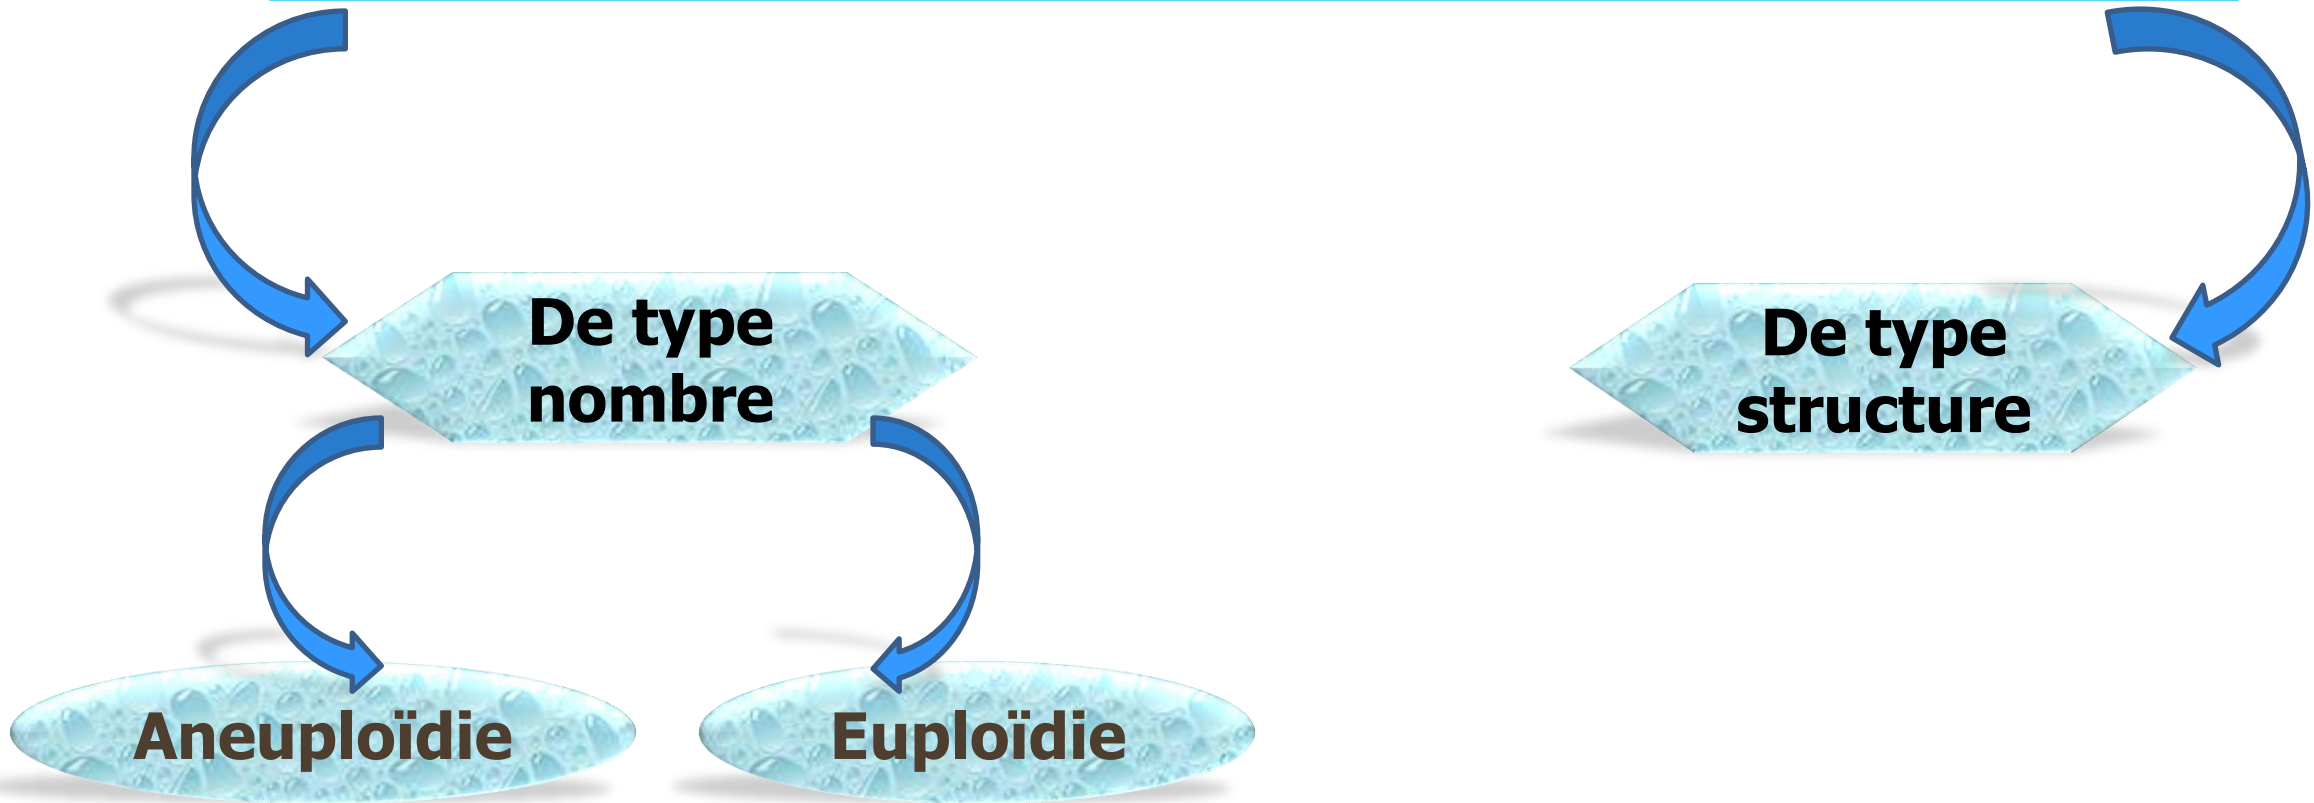 De type
nombre
De type
structure
Aneuploïdie
Euploïdie